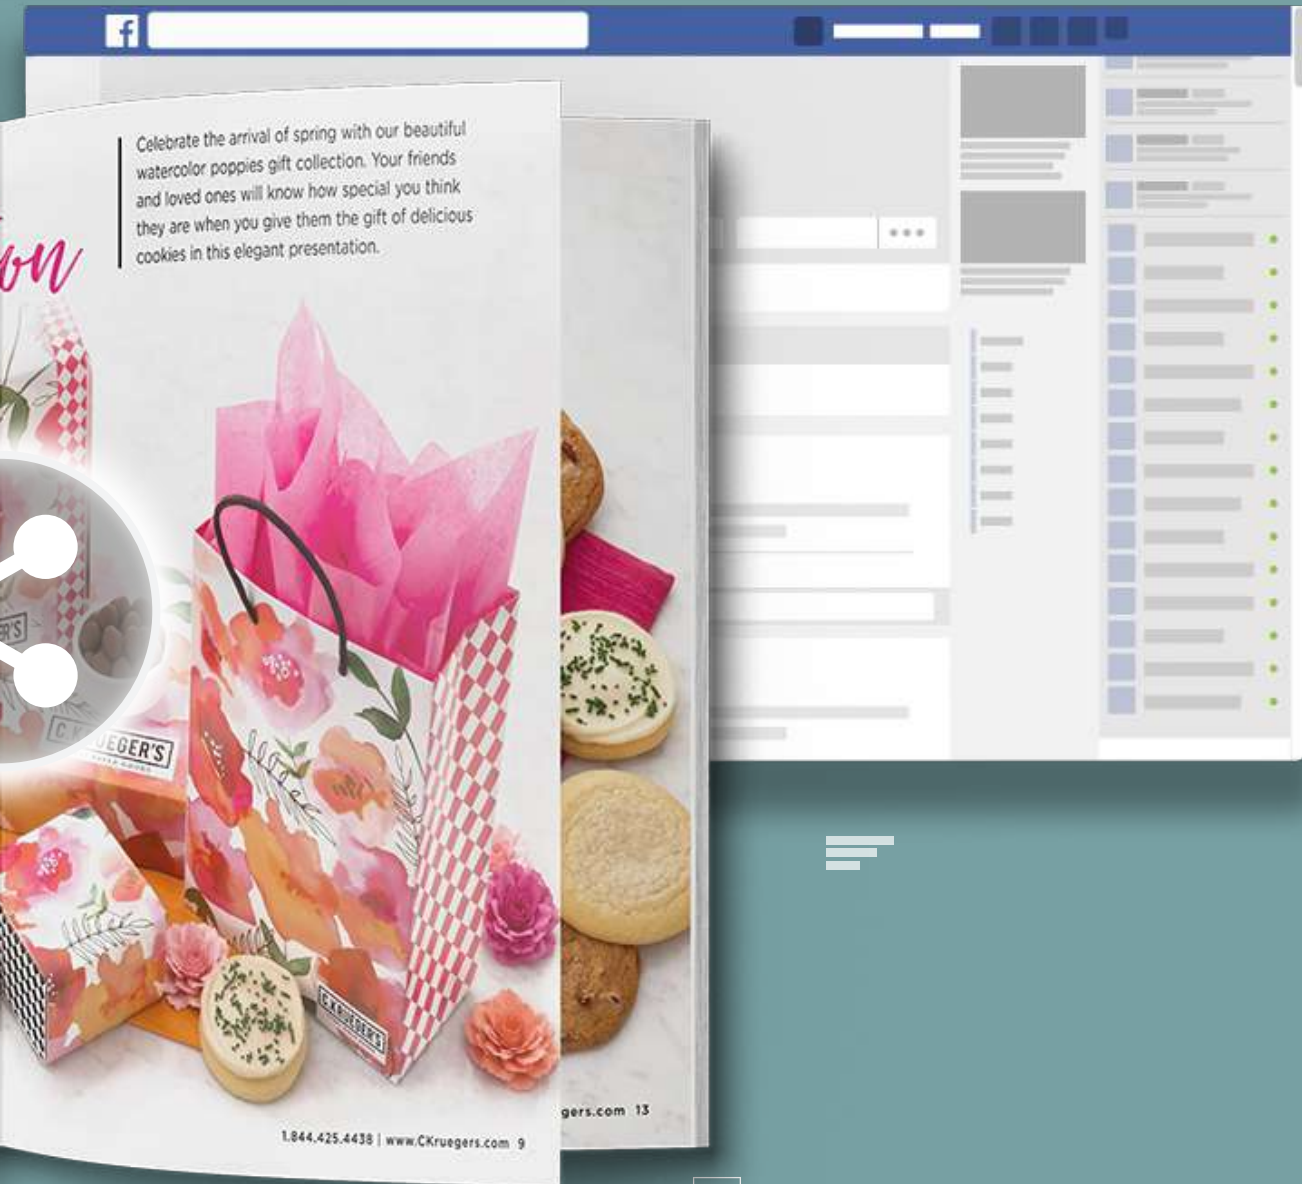 Celebrate the arrival of spring with our beautiful
watercolor poppies gift collection. Your friends
and loved ones will know how special you think
they are when you give them the gift of delicious
cookies in this elegant presentation.
on
C.KRUEGER'S
1.844.425.4438 | www.CKruegers.com 9
gers.com 13